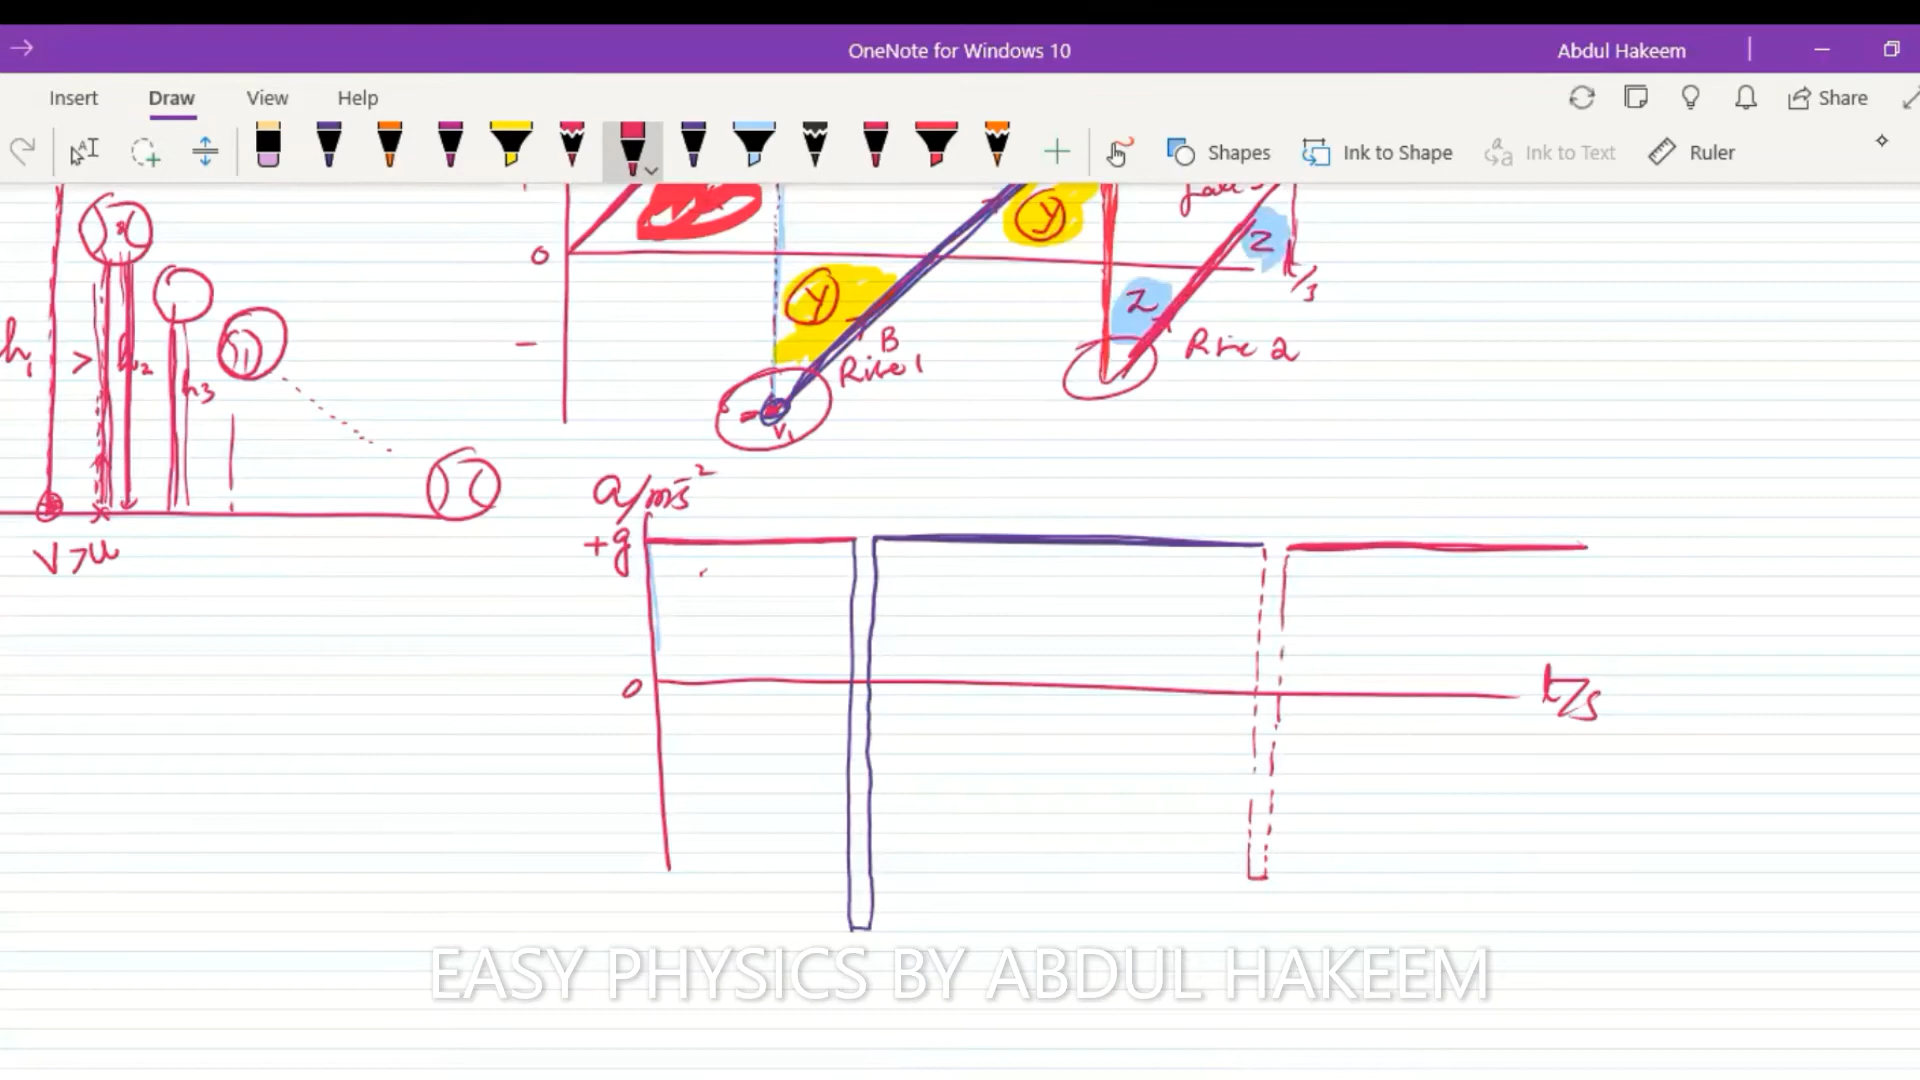 OneNote for Windows 10
Abdul Hakeem
Insert
Draw
View
Help
Share
Shapes
Ink to Shape
Ink to Text
Ruler
0
y
Z
t/s
y
Z
B
Rise 1
Rise 2
V₁
h₁
>
h₂
h₃
V>u
a/ms⁻²
+g
0
t/s
EASY PHYSICS BY ABDUL HAKEEM